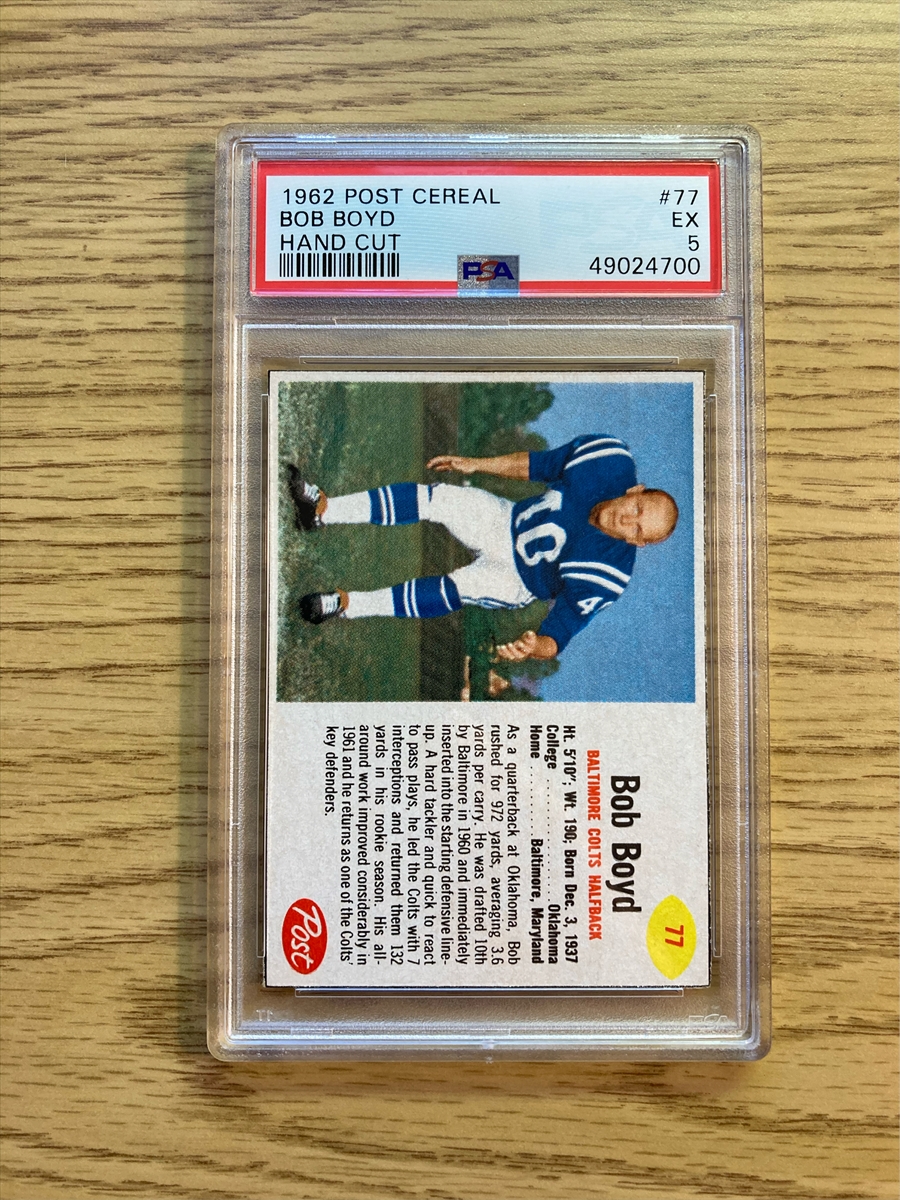 1962 POST CEREAL #77
BOB BOYD EX
HAND CUT 5
PSA 49024700
40
40
77
Bob Boyd
BALTIMORE COLTS HALFBACK
Ht. 5'10"; Wt. 190; Born Dec. 3, 1937
College .................. Oklahoma
Home .......... Baltimore, Maryland
As a quarterback at Oklahoma, Bob
rushed for 972 yards, averaging 3.6
yards per carry. He was drafted 10th
by Baltimore in 1960 and immediately
inserted into the starting defensive line-
up. A hard tackler and quick to react
to pass plays, he led the Colts with 7
interceptions and returned them 132
yards in his rookie season. His all-
around work improved considerably in
1961 and he returns as one of the Colts'
key defenders.
Post
PSA